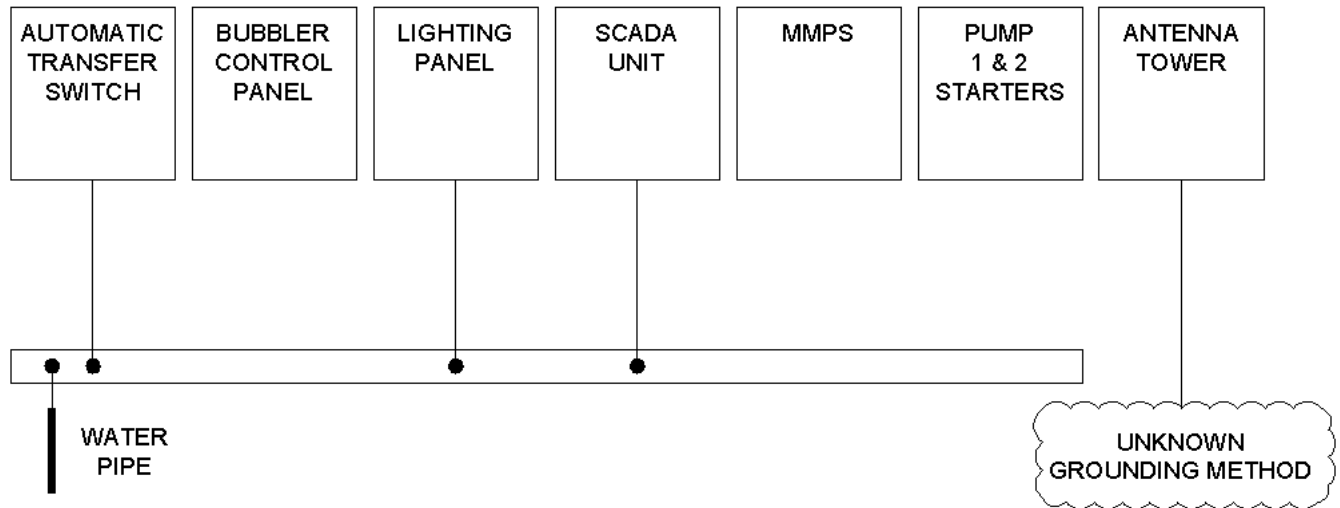 AUTOMATIC
TRANSFER
SWITCH
BUBBLER
CONTROL
PANEL
LIGHTING
PANEL
SCADA
UNIT
MMPS
PUMP
1 & 2
STARTERS
ANTENNA
TOWER
WATER
PIPE
UNKNOWN
GROUNDING METHOD